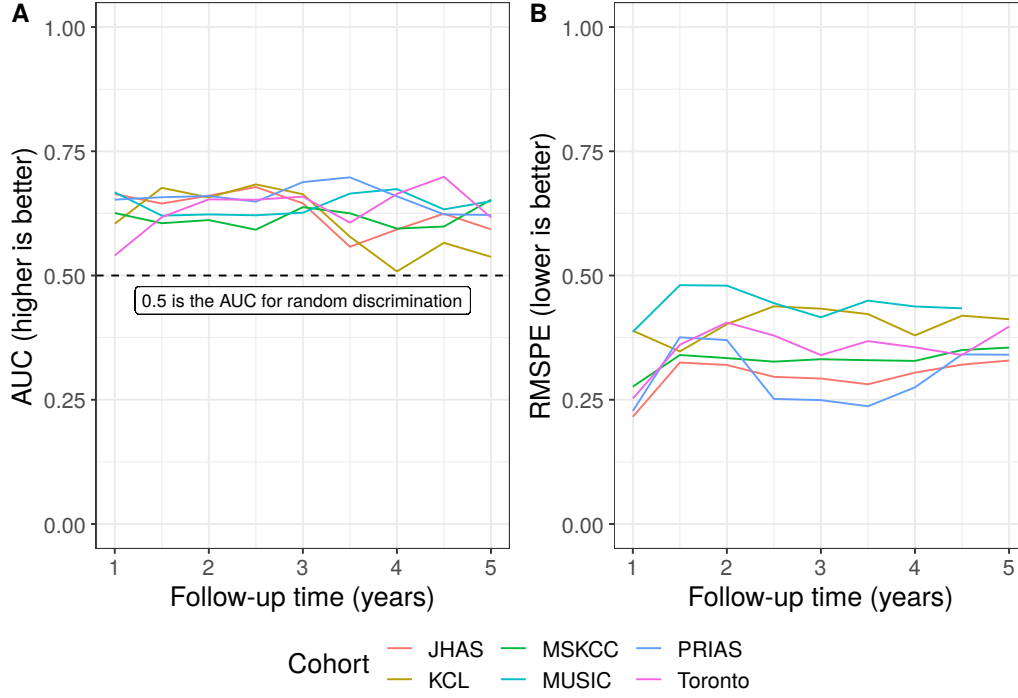 A
AUC (higher is better)
1.00
0.75
0.50
0.25
0.00
0.5 is the AUC for random discrimination
1 2 3 4 5
Follow-up time (years)
B
RMSPE (lower is better)
1.00
0.75
0.50
0.25
0.00
1 2 3 4 5
Follow-up time (years)
Cohort
JHAS MSKCC PRIAS
KCL MUSIC Toronto